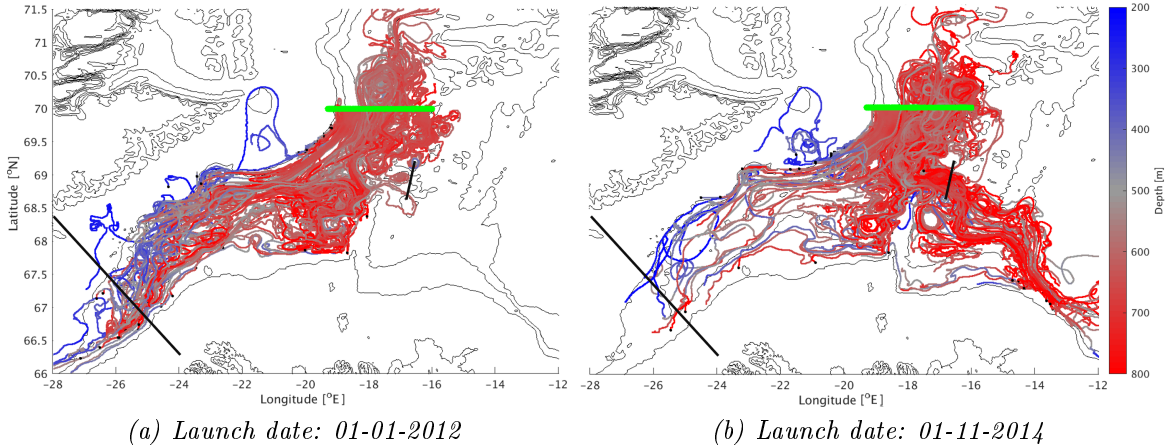 71.5
71
70.5
70
69.5
69
68.5
68
67.5
67
66.5
66
Latitude [°N]
−28 −26 −24 −22 −20 −18 −16 −14 −12
Longitude [°E]
(a) Launch date: 01-01-2012
−28 −26 −24 −22 −20 −18 −16 −14 −12
Longitude [°E]
(b) Launch date: 01-11-2014
200
300
400
500
600
700
800
Depth [m]